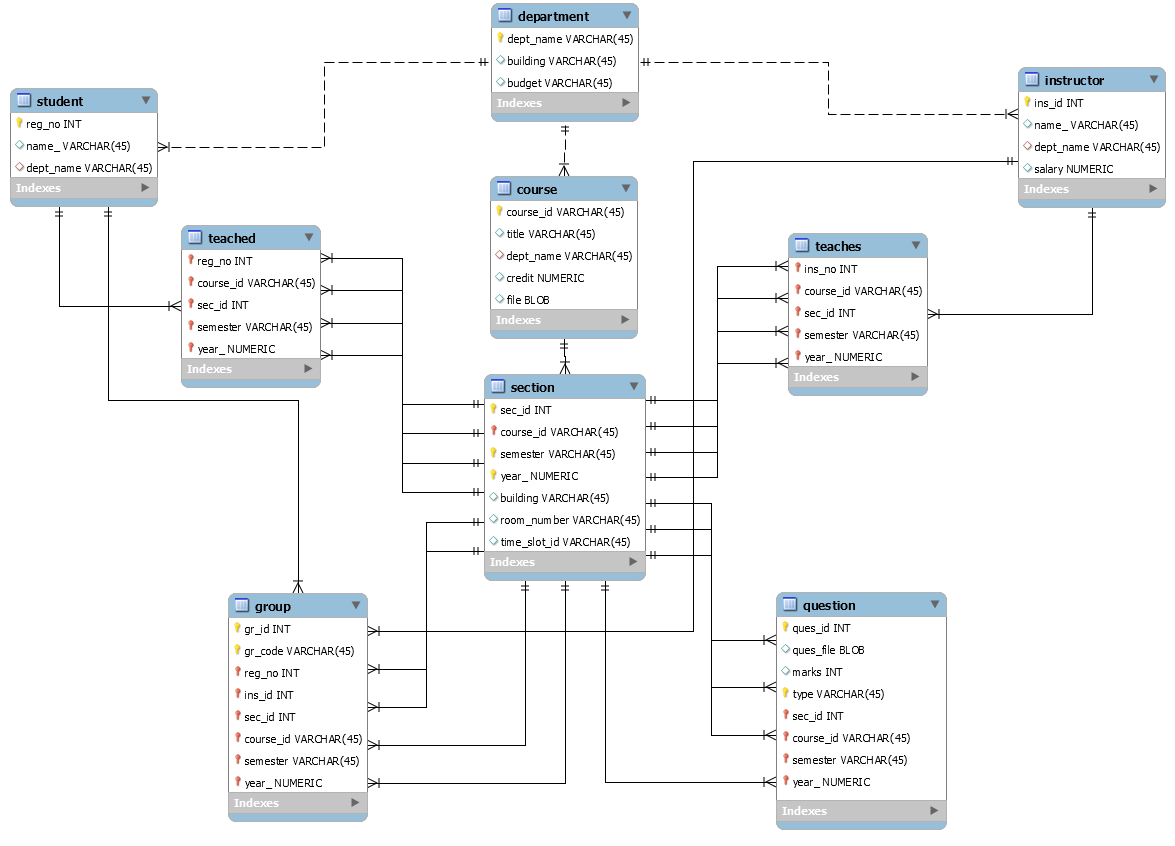 department
dept_name VARCHAR(45)
building VARCHAR(45)
budget VARCHAR(45)
Indexes
student
reg_no INT
name_ VARCHAR(45)
dept_name VARCHAR(45)
Indexes
instructor
ins_id INT
name_ VARCHAR(45)
dept_name VARCHAR(45)
salary NUMERIC
Indexes
course
course_id VARCHAR(45)
title VARCHAR(45)
dept_name VARCHAR(45)
credit NUMERIC
file BLOB
Indexes
teached
reg_no INT
course_id VARCHAR(45)
sec_id INT
semester VARCHAR(45)
year_ NUMERIC
Indexes
teaches
ins_no INT
course_id VARCHAR(45)
sec_id INT
semester VARCHAR(45)
year_ NUMERIC
Indexes
section
sec_id INT
course_id VARCHAR(45)
semester VARCHAR(45)
year_ NUMERIC
building VARCHAR(45)
room_number VARCHAR(45)
time_slot_id VARCHAR(45)
Indexes
group
gr_id INT
gr_code VARCHAR(45)
reg_no INT
ins_id INT
sec_id INT
course_id VARCHAR(45)
semester VARCHAR(45)
year_ NUMERIC
Indexes
question
ques_id INT
ques_file BLOB
marks INT
type VARCHAR(45)
sec_id INT
course_id VARCHAR(45)
semester VARCHAR(45)
year_ NUMERIC
Indexes